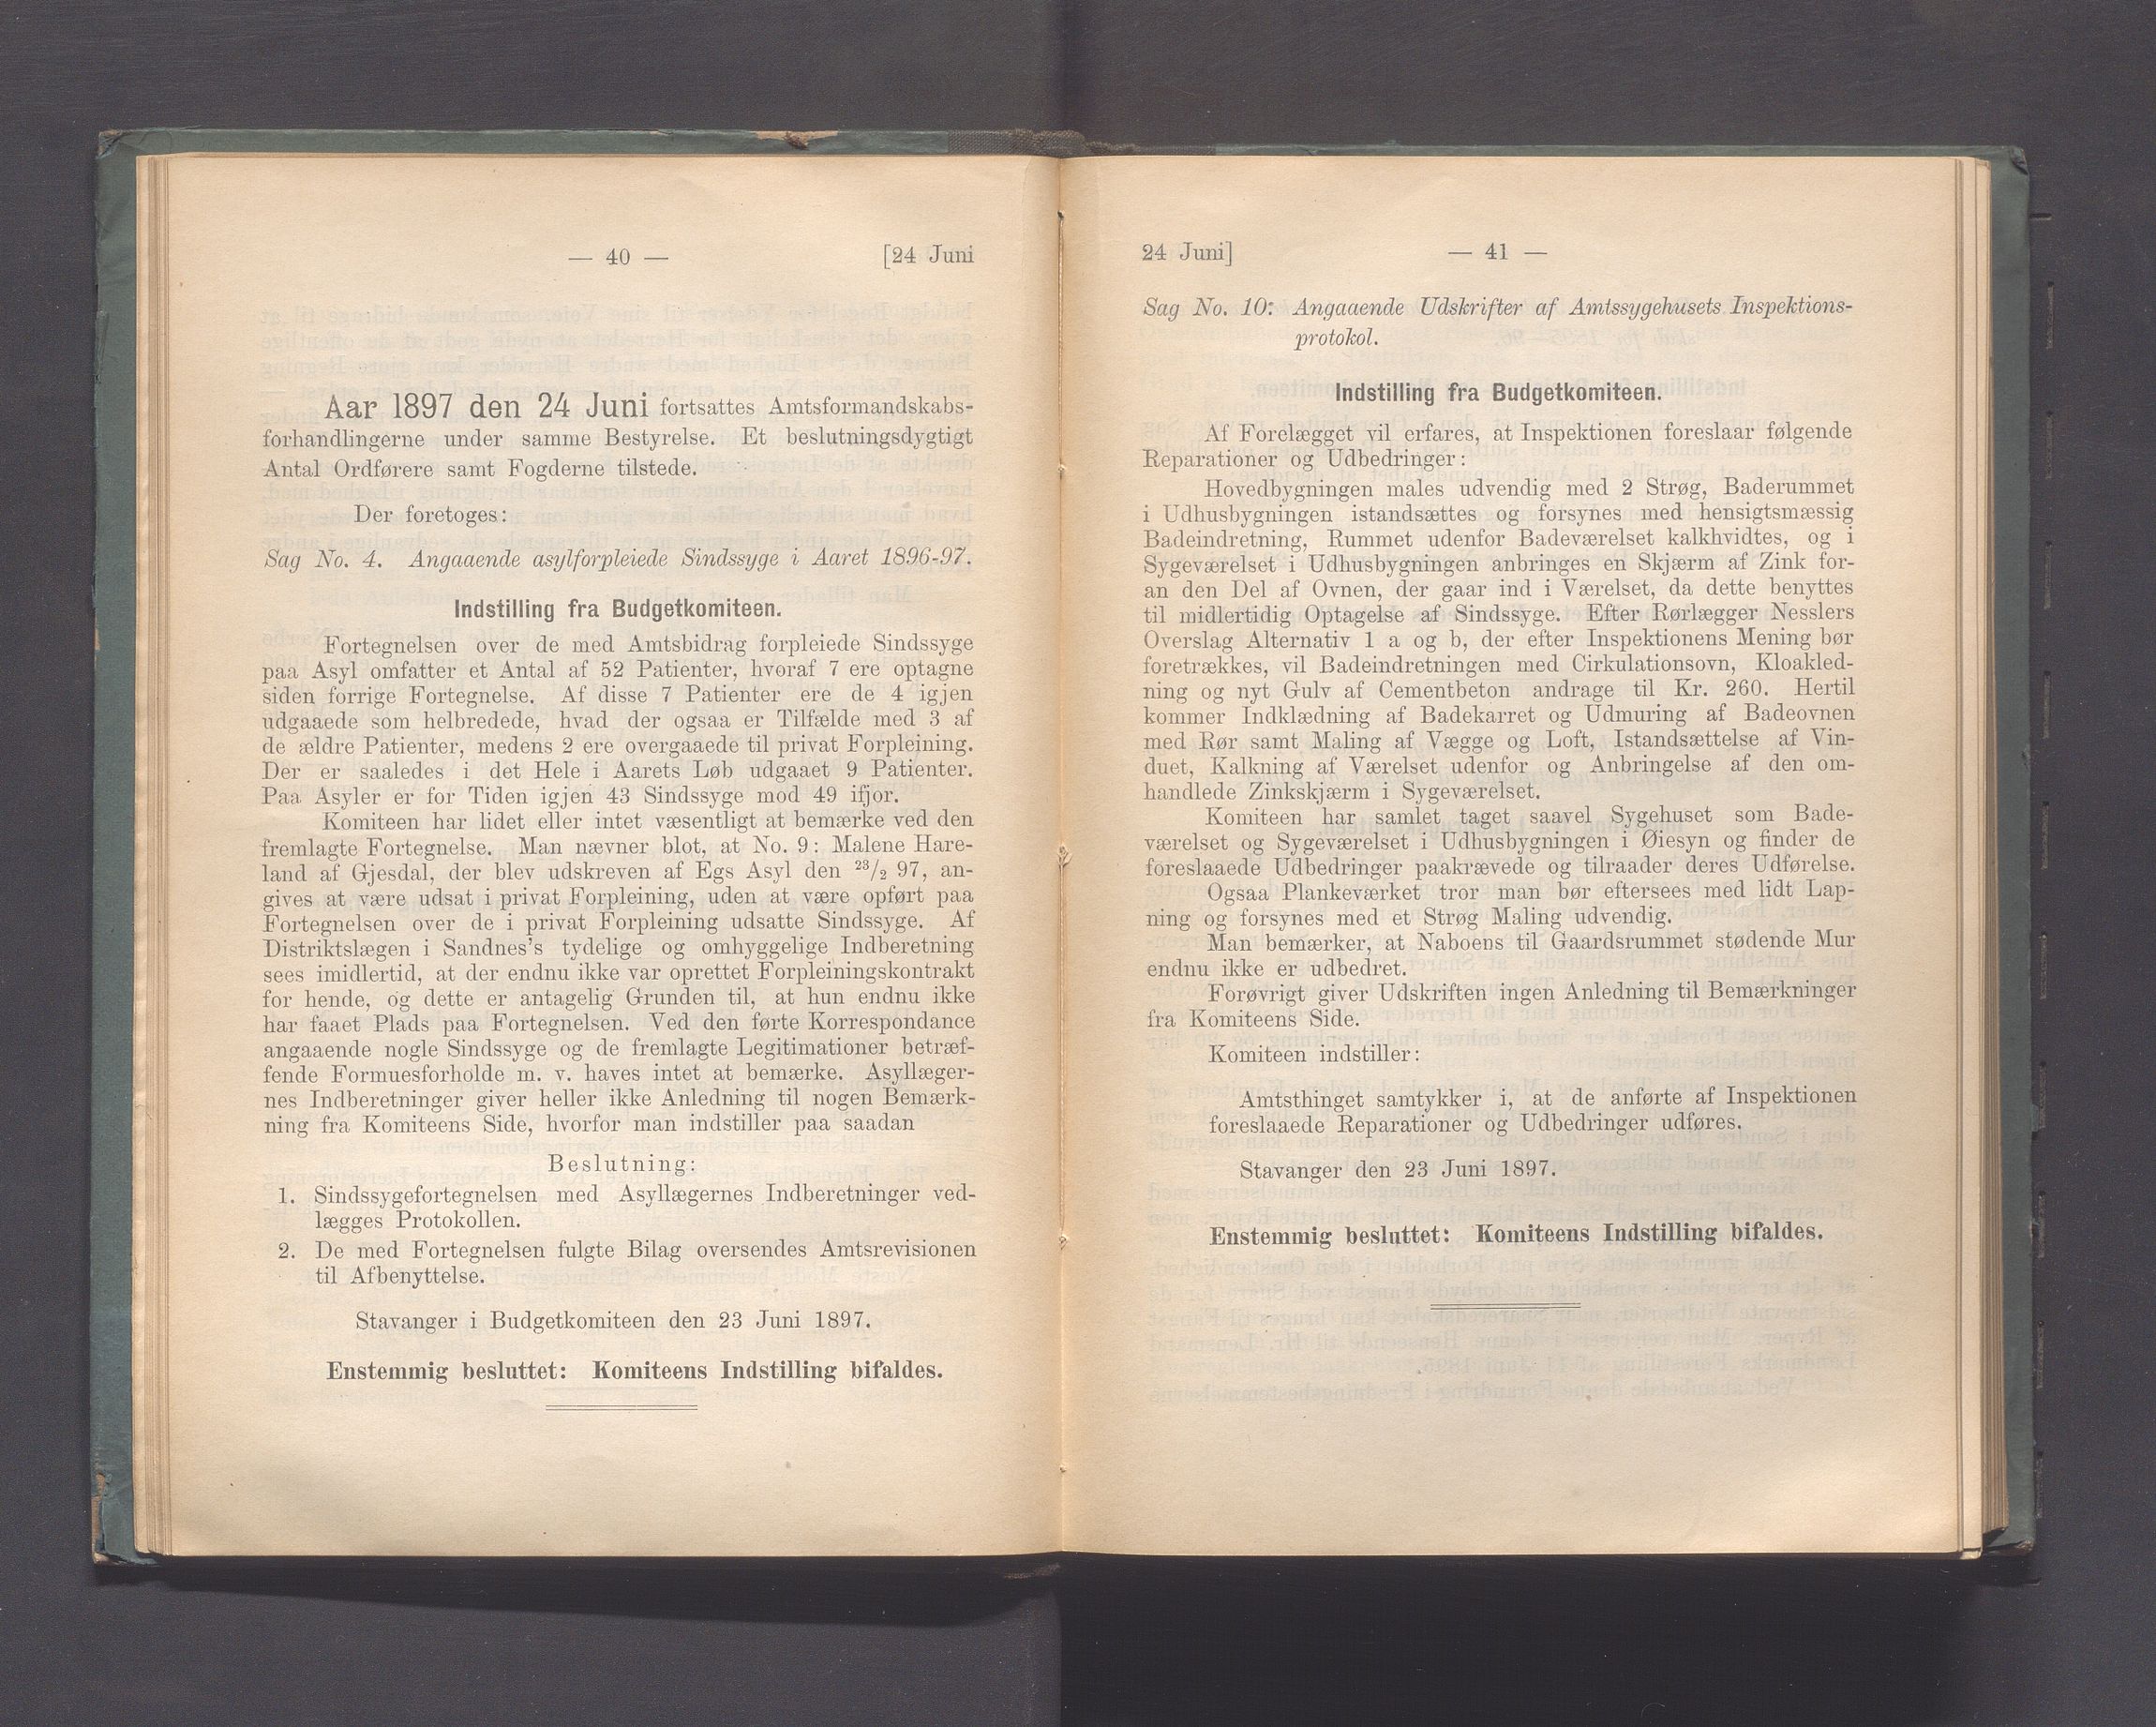 — 40 — [24 Juni
Aar 1897 den 24 Juni fortsattes Amtsformandskabs-
forhandlingerne under samme Bestyrelse. Et beslutningsdygtigt
Antal Ordførere samt Fogderne tilstede.
Der foretoges:
Sag No. 4. Angaaende asylforpleiede Sindssyge i Aaret 1896-97.
Indstilling fra Budgetkomiteen.
Fortegnelsen over de med Amtsbidrag forpleiede Sindssyge
paa Asyl omfatter et Antal af 52 Patienter, hvoraf 7 ere optagne
siden forrige Fortegnelse. Af disse 7 Patienter ere de 4 igjen
udgaaede som helbredede, hvad der ogsaa er Tilfælde med 3 af
de ældre Patienter, medens 2 ere overgaaede til privat Forpleining.
Der er saaledes i det Hele i Aarets Løb udgaaet 9 Patienter.
Paa Asyler er for Tiden igjen 43 Sindssyge mod 49 ifjor.
Komiteen har lidet eller intet væsentligt at bemærke ved den
fremlagte Fortegnelse. Man nævner blot, at No. 9: Malene Hare-
land af Gjesdal, der blev udskreven af Egs Asyl den 23/2 97, an-
gives at være udsat i privat Forpleining, uden at være opført paa
Fortegnelsen over de i privat Forpleining udsatte Sindssyge. Af
Distriktslægen i Sandnes's tydelige og omhyggelige Indberetning
sees imidlertid, at der endnu ikke var oprettet Forpleiningskontrakt
for hende, og dette er antagelig Grunden til, at hun endnu ikke
har faaet Plads paa Fortegnelsen. Ved den førte Korrespondance
angaaende nogle Sindssyge og de fremlagte Legitimationer betræf-
fende Formuesforholde m. v. haves intet at bemærke. Asyllæger-
nes Indberetninger giver heller ikke Anledning til nogen Bemærk-
ning fra Komiteens Side, hvorfor man indstiller paa saadan
Beslutning:
1. Sindssygefortegnelsen med Asyllægernes Indberetninger ved-
lægges Protokollen.
2. De med Fortegnelsen fulgte Bilag oversendes Amtsrevisionen
til Afbenyttelse.
Stavanger i Budgetkomiteen den 23 Juni 1897.
Enstemmig besluttet: Komiteens Indstilling bifaldes.
24 Juni] — 41 —
Sag No. 10: Angaaende Udskrifter af Amtssygehusets Inspektions-
protokol.
Indstilling fra Budgetkomiteen.
Af Forelægget vil erfares, at Inspektionen foreslaar følgende
Reparationer og Udbedringer:
Hovedbygningen males udvendig med 2 Strøg, Baderummet
i Udhusbygningen istandsættes og forsynes med hensigtsmæssig
Badeindretning, Rummet udenfor Badeværelset kalkhvidtes, og i
Sygeværelset i Udhusbygningen anbringes en Skjærm af Zink for-
an den Del af Ovnen, der gaar ind i Værelset, da dette benyttes
til midlertidig Optagelse af Sindssyge. Efter Rørlægger Nesslers
Overslag Alternativ 1 a og b, der efter Inspektionens Mening bør
foretrækkes, vil Badeindretningen med Cirkulationsovn, Kloakled-
ning og nyt Gulv af Cementbeton andrage til Kr. 260. Hertil
kommer Indklædning af Badekarret og Udmuring af Badeovnen
med Rør samt Maling af Vægge og Loft, Istandsættelse af Vin-
duet, Kalkning af Værelset udenfor og Anbringelse af den om-
handlede Zinkskjærm i Sygeværelset.
Komiteen har samlet taget saavel Sygehuset som Bade-
værelset og Sygeværelset i Udhusbygningen i Øiesyn og finder de
foreslaaede Udbedringer paakrævede og tilraader deres Udførelse.
Ogsaa Plankeværket tror man bør eftersees med lidt Lap-
ning og forsynes med et Strøg Maling udvendig.
Man bemærker, at Naboens til Gaardsrummet stødende Mur
endnu ikke er udbedret.
Forøvrigt giver Udskriften ingen Anledning til Bemærkninger
fra Komiteens Side.
Komiteen indstiller:
Amtsthinget samtykker i, at de anførte af Inspektionen
foreslaaede Reparationer og Udbedringer udføres.
Stavanger den 23 Juni 1897.
Enstemmig besluttet: Komiteens Indstilling bifaldes.